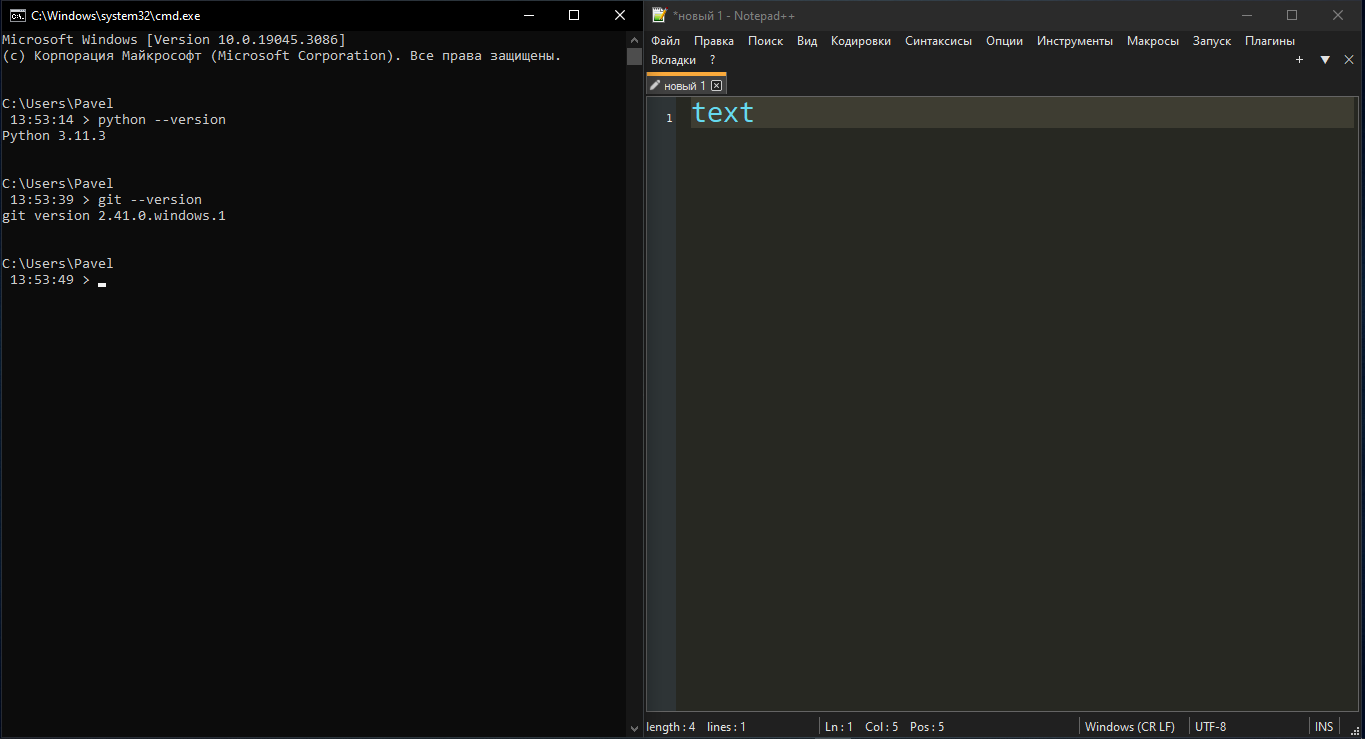 C:\Windows\system32\cmd.exe
Microsoft Windows [Version 10.0.19045.3086]
(c) Корпорация Майкрософт (Microsoft Corporation). Все права защищены.
C:\Users\Pavel
13:53:14 > python --version
Python 3.11.3
C:\Users\Pavel
13:53:39 > git --version
git version 2.41.0.windows.1
C:\Users\Pavel
13:53:49 >
*новый 1 - Notepad++
Файл Правка Поиск Вид Кодировки Синтаксисы Опции Инструменты Макросы Запуск Плагины
Вкладки ?
новый 1
1 text
length : 4 lines : 1 Ln : 1 Col : 5 Pos : 5 Windows (CR LF) UTF-8 INS